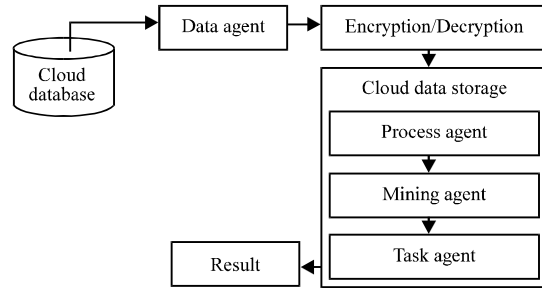 Data agent
Encryption/Decryption
Cloud
database
Cloud data storage
Process agent
Mining agent
Task agent
Result